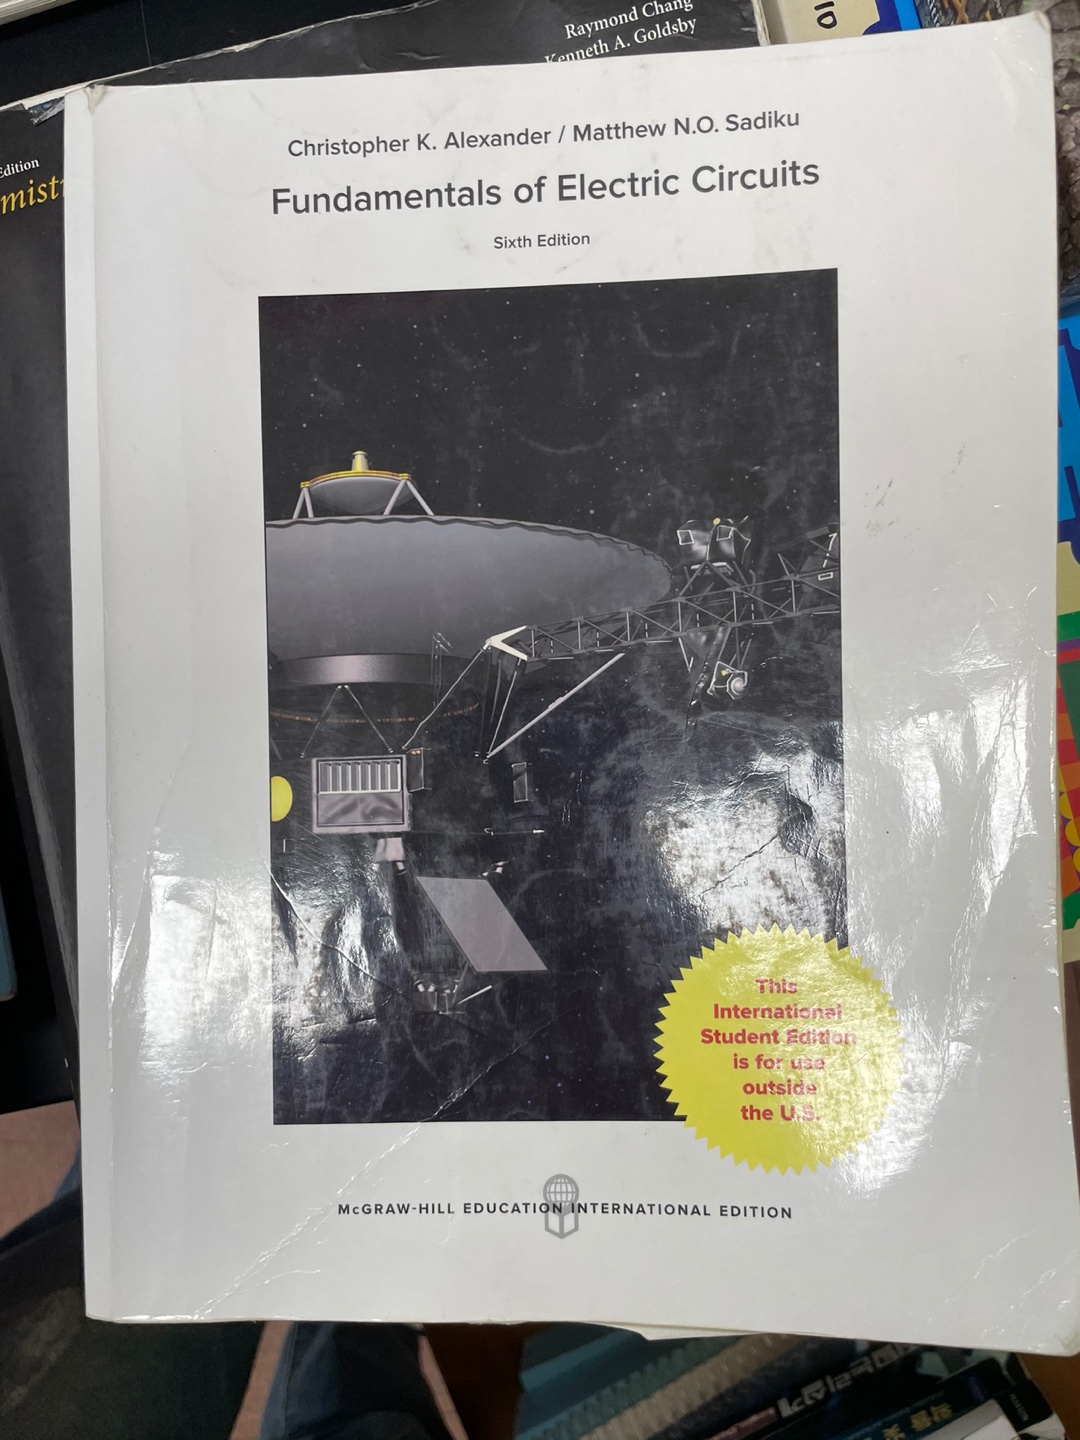 Raymond Chang
Kenneth A. Goldsby
Edition
Christopher K. Alexander / Matthew N.O. Sadiku
Fundamentals of Electric Circuits
Sixth Edition
This
International
Student Edition
is for use
outside
the U.S.
McGRAW-HILL EDUCATION INTERNATIONAL EDITION